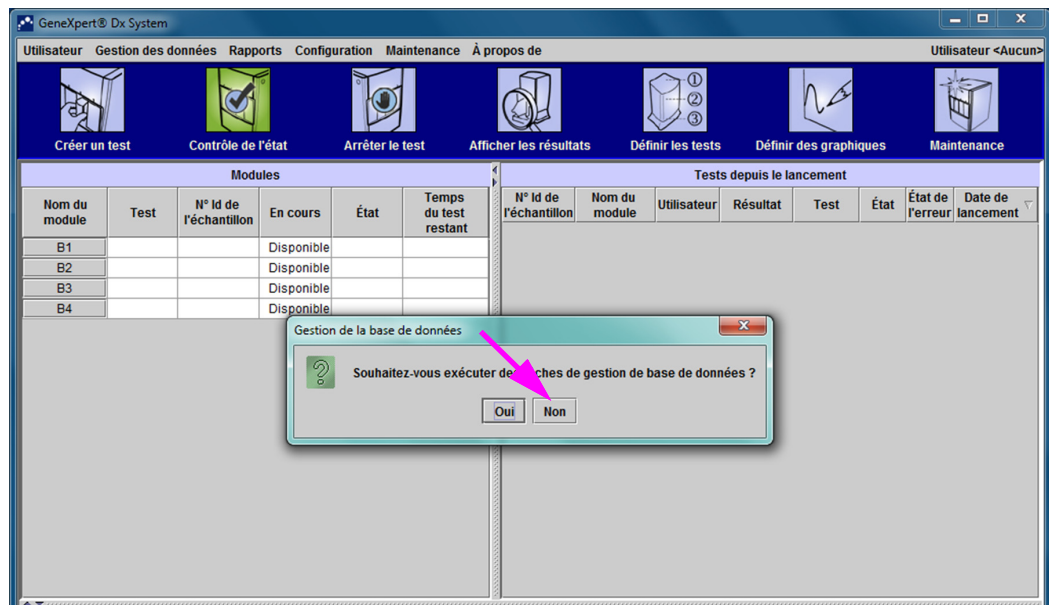 GeneXpert® Dx System
Utilisateur Gestion des données Rapports Configuration Maintenance À propos de Utilisateur <Aucun>
Créer un test Contrôle de l'état Arrêter le test Afficher les résultats Définir les tests Définir des graphiques Maintenance
①
②
③
Modules
Nom du module Test N° Id de l'échantillon En cours État Temps du test restant
B1 Disponible
B2 Disponible
B3 Disponible
B4 Disponible
Tests depuis le lancement
N° Id de l'échantillon Nom du module Utilisateur Résultat Test État État de l'erreur Date de lancement
Gestion de la base de données
Souhaitez-vous exécuter de ches de gestion de base de données ?
Oui Non